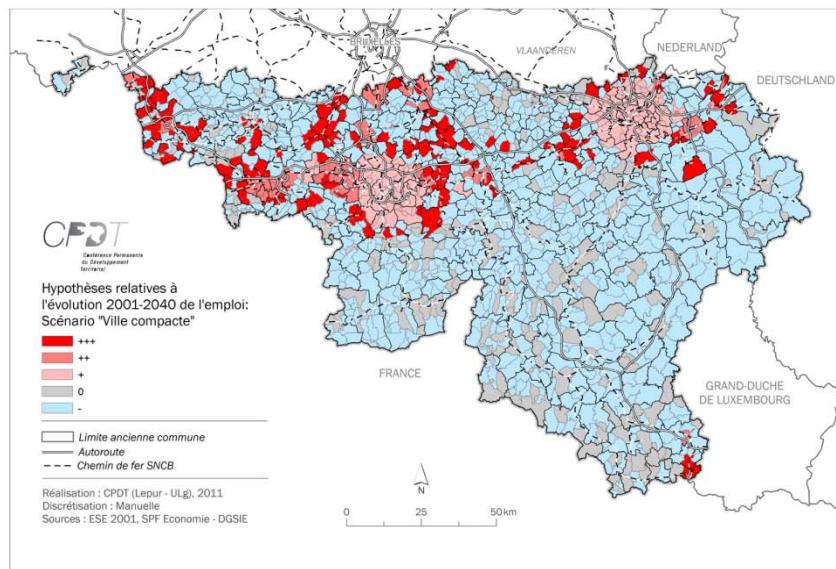 BRUXELLES
VLAANDEREN
NEDERLAND
DEUTSCHLAND
CPDT
Conférence Permanente
du Développement
Territorial
Hypothèses relatives à
l'évolution 2001-2040 de l'emploi:
Scénario "Ville compacte"
+++
++
+
0
-
FRANCE
GRAND-DUCHE
DE LUXEMBOURG
Limite ancienne commune
Autoroute
Chemin de fer SNCB
Réalisation : CPDT (Lepur - ULg), 2011
Discrétisation : Manuelle
Sources : ESE 2001, SPF Economie - DGSIE
N
0 25 50 km